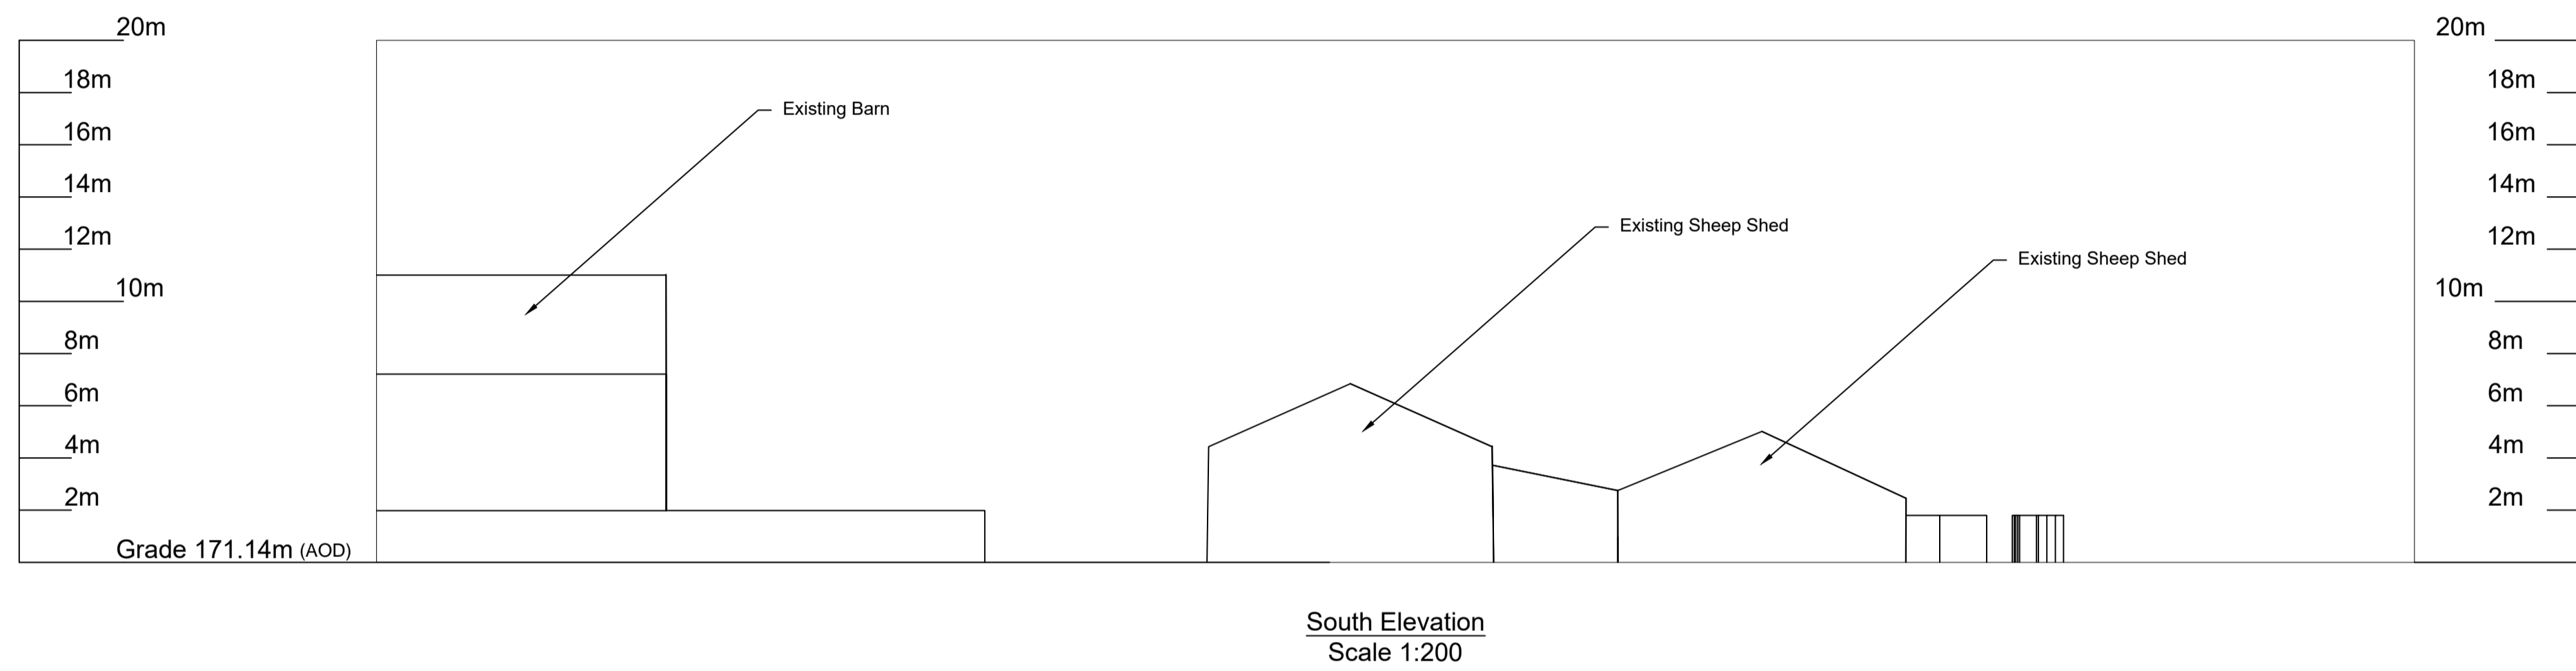 20m
20m
18m
18m
Existing Barn
16m
16m
14m
14m
Existing Sheep Shed
12m
12m
Existing Sheep Shed
10m
10m
8m
8m
6m
6m
4m
4m
2m
2m
Grade 171.14m (AOD)
South Elevation
Scale 1:200